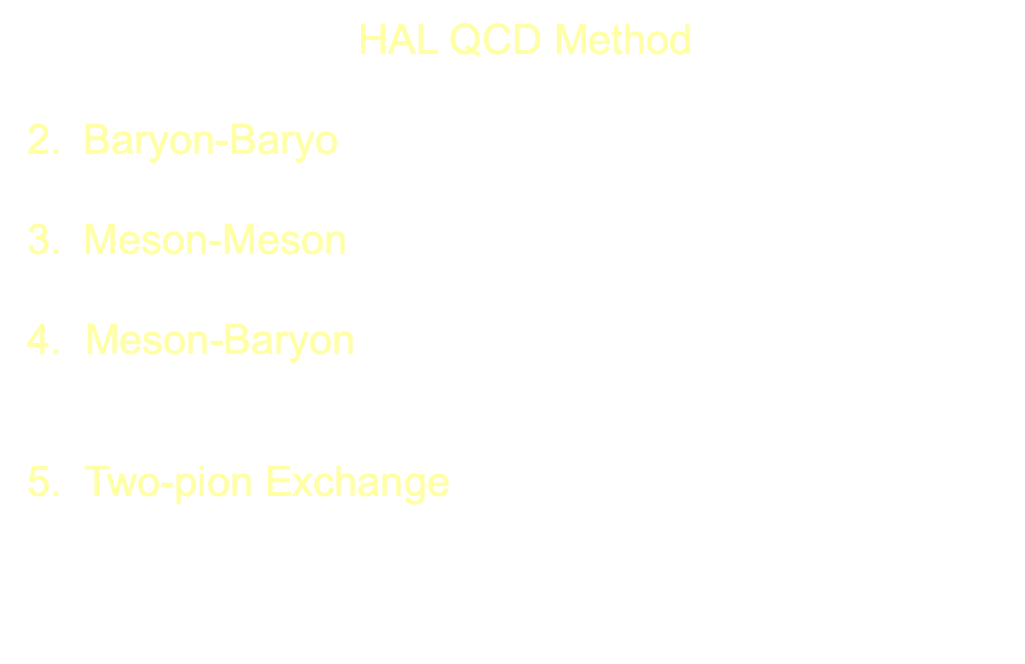 HAL QCD Method
2. Baryon-Baryo
3. Meson-Meson
4. Meson-Baryon
5. Two-pion Exchange